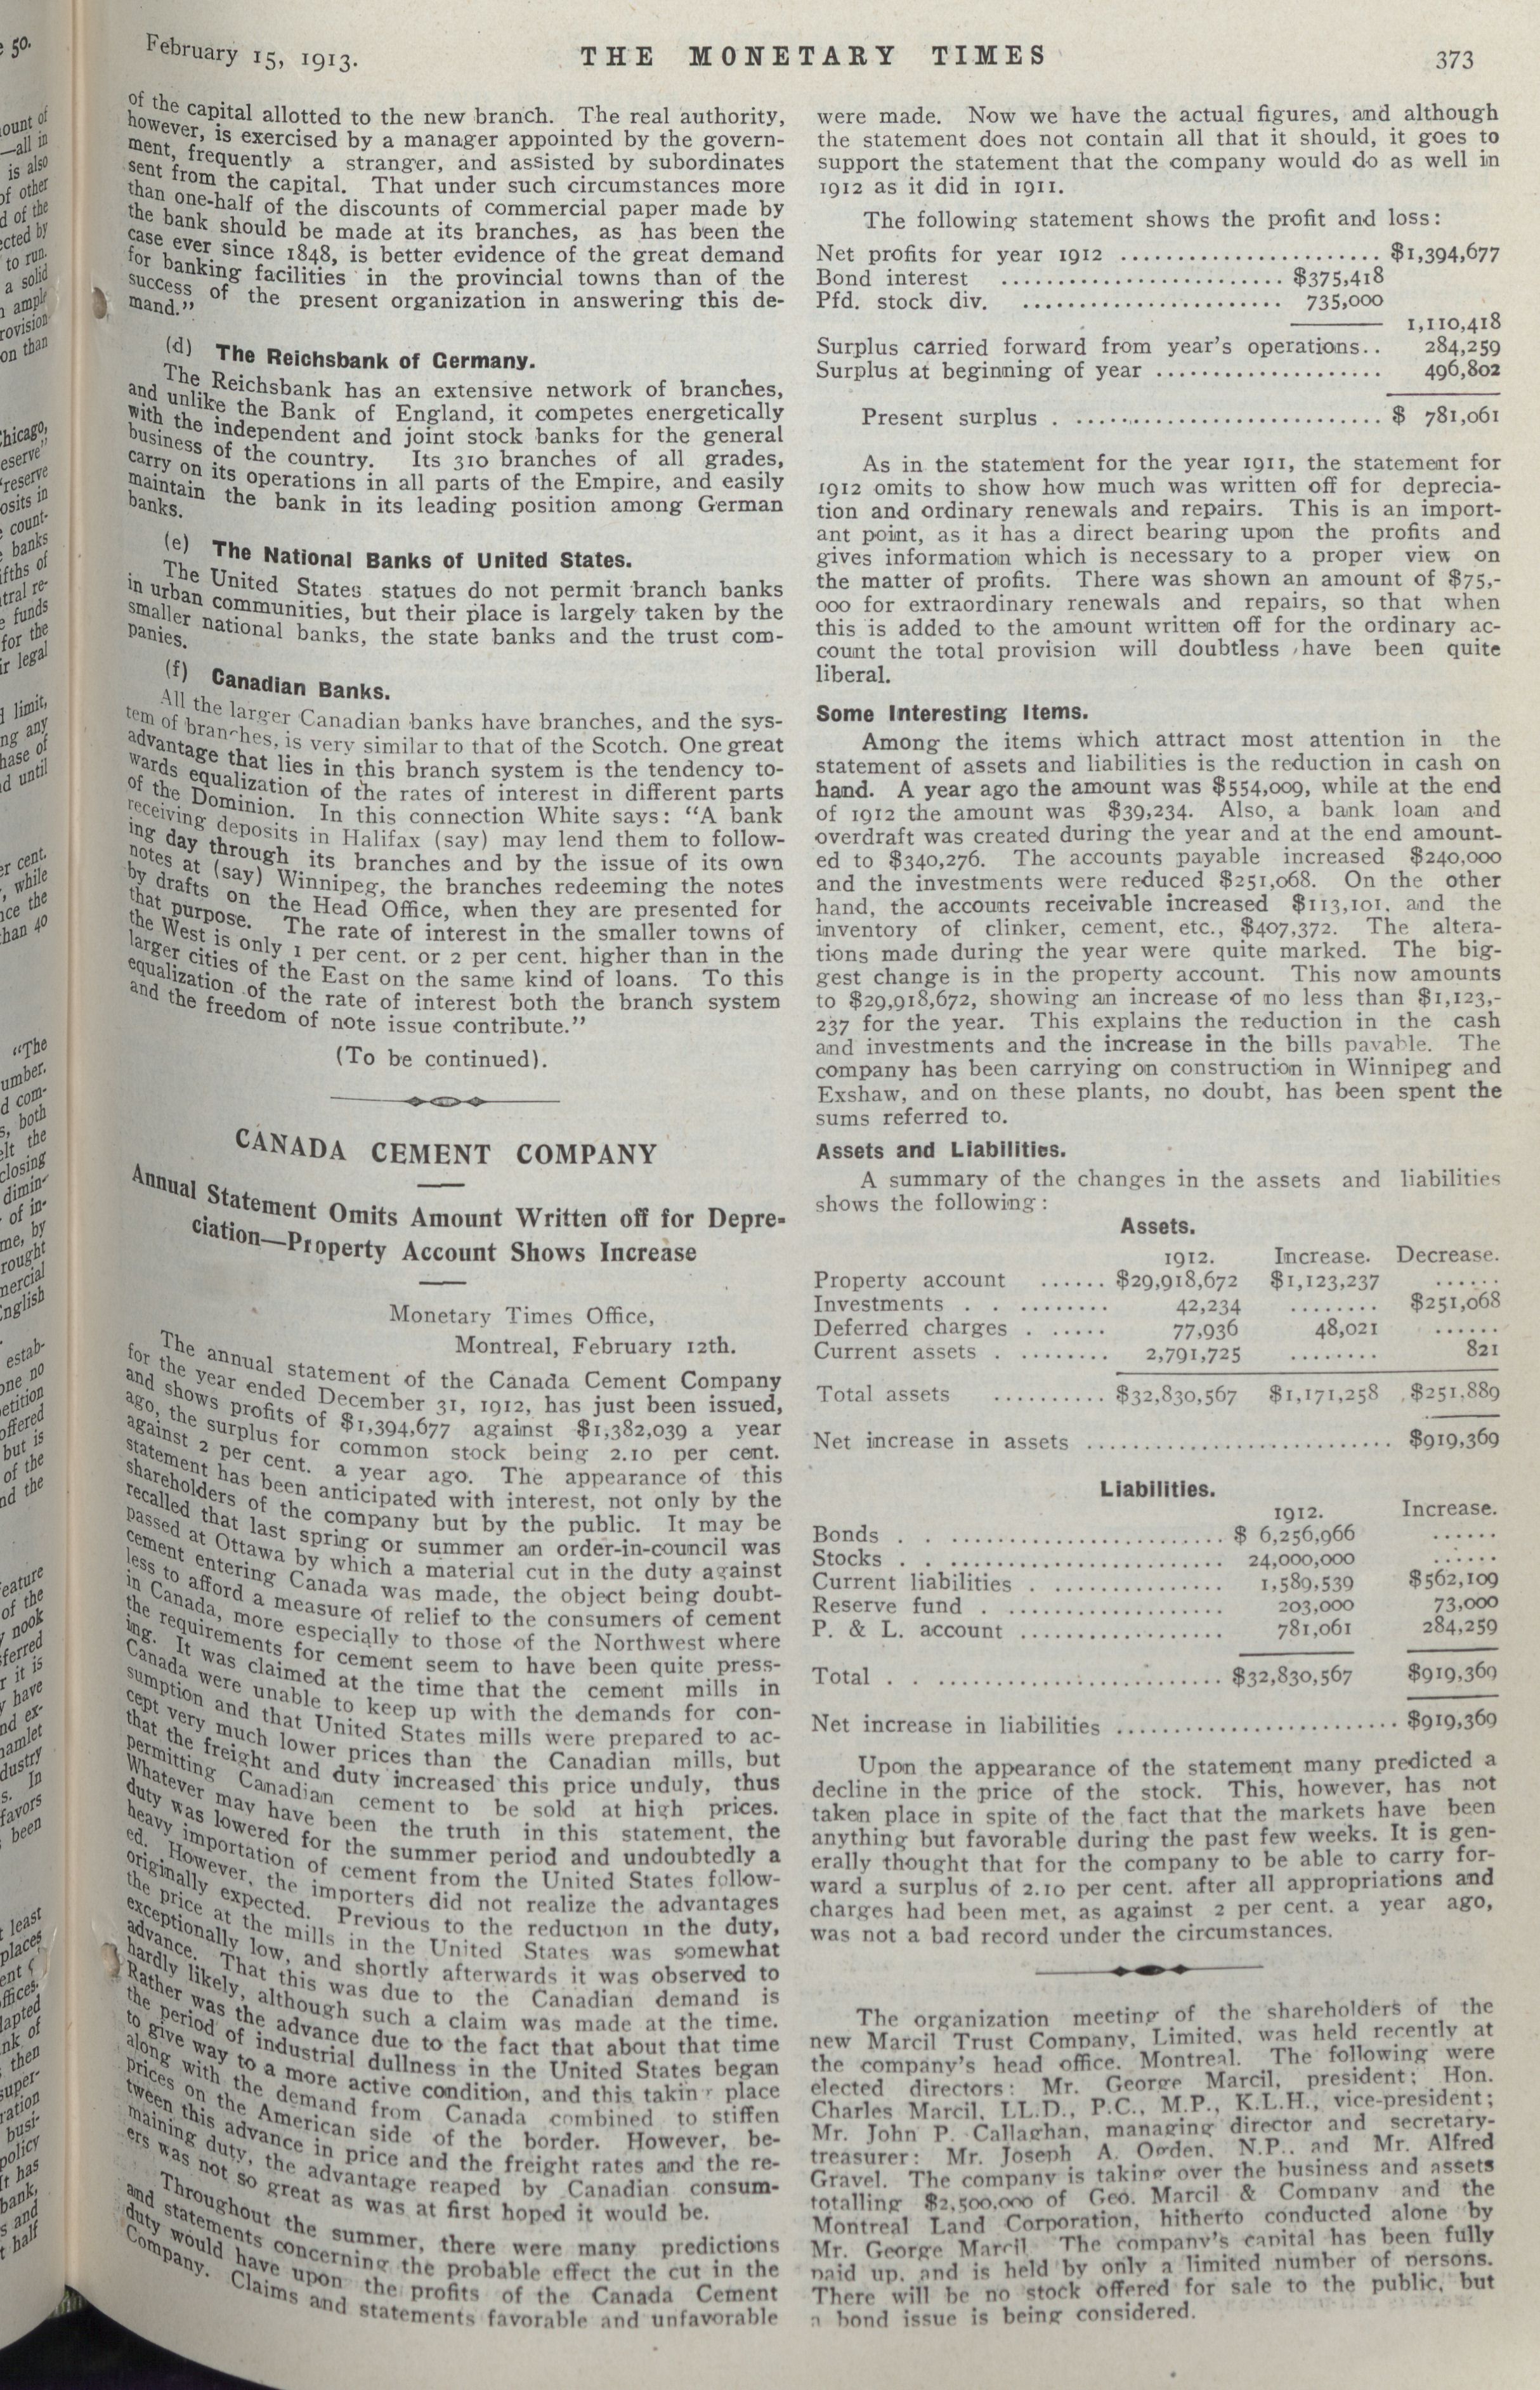 February 15, 1913.
THE MONETARY TIMES
373
of the capital allotted to the new branch. The real authority,
however, is exercised by a manager appointed by the govern-
ment, frequently a stranger, and assisted by subordinates
sent from the capital. That under such circumstances more
than one-half of the discounts of commercial paper made by
the bank should be made at its branches, as has been the
case ever since 1848, is better evidence of the great demand
for banking facilities in the provincial towns than of the
success of the present organization in answering this de-
mand."
(d) The Reichsbank of Germany.
The Reichsbank has an extensive network of branches,
and unlike the Bank of England, it competes energetically
with the independent and joint stock banks for the general
business of the country. Its 310 branches of all grades,
carry on its operations in all parts of the Empire, and easily
maintain the bank in its leading position among German
banks.
(e) The National Banks of United States.
The United States statues do not permit branch banks
in urban communities, but their place is largely taken by the
smaller national banks, the state banks and the trust com-
panies.
(f) Canadian Banks.
All the larger Canadian banks have branches, and the sys-
tem of branches, is very similar to that of the Scotch. One great
advantage that lies in this branch system is the tendency to-
wards equalization of the rates of interest in different parts
of the Dominion. In this connection White says: "A bank
receiving deposits in Halifax (say) may lend them to follow-
ing day through its branches and by the issue of its own
notes at (say) Winnipeg, the branches redeeming the notes
by drafts on the Head Office, when they are presented for
that purpose. The rate of interest in the smaller towns of
the West is only 1 per cent. or 2 per cent. higher than in the
larger cities of the East on the same kind of loans. To this
equalization of the rate of interest both the branch system
and the freedom of note issue contribute."
(To be continued).
CANADA CEMENT COMPANY
Annual Statement Omits Amount Written off for Depre-
ciation—Property Account Shows Increase
Monetary Times Office,
Montreal, February 12th.
The annual statement of the Canada Cement Company
for the year ended December 31, 1912, has just been issued,
and shows profits of $1,394,677 against $1,382,039 a year
ago, the surplus for common stock being 2.10 per cent.
against 2 per cent. a year ago. The appearance of this
statement has been anticipated with interest, not only by the
shareholders of the company but by the public. It may be
recalled that last spring or summer an order-in-council was
passed at Ottawa by which a material cut in the duty against
cement entering Canada was made, the object being doubt-
less to afford a measure of relief to the consumers of cement
in Canada, more especially to those of the Northwest where
the requirements for cement seem to have been quite press-
ing. It was claimed at the time that the cement mills in
Canada were unable to keep up with the demands for con-
sumption and that United States mills were prepared to ac-
cept very much lower prices than the Canadian mills, but
that the freight and duty increased this price unduly, thus
permitting Canadian cement to be sold at high prices.
Whatever may have been the truth in this statement, the
duty was lowered for the summer period and undoubtedly a
heavy importation of cement from the United States follow-
ed. However, the importers did not realize the advantages
originally expected. Previous to the reduction in the duty,
the price at the mills in the United States was somewhat
exceptionally low, and shortly afterwards it was observed to
advance. That this was due to the Canadian demand is
hardly likely, although such a claim was made at the time.
Rather was the advance due to the fact that about that time
the period of industrial dullness in the United States began
to give way to a more active condition, and this taking place
along with the demand from Canada combined to stiffen
prices on the American side of the border. However, be-
tween this advance in price and the freight rates and the re-
maining duty, the advantage reaped by Canadian consum-
ers was not so great as was at first hoped it would be.
Throughout the summer, there were many predictions
and statements concerning the probable effect the cut in the
duty would have upon the profits of the Canada Cement
Company. Claims and statements favorable and unfavorable
were made. Now we have the actual figures, and although
the statement does not contain all that it should, it goes to
support the statement that the company would do as well in
1912 as it did in 1911.
The following statement shows the profit and loss:
Net profits for year 1912 ...................... $1,394,677
Bond interest .......................... $375,418
Pfd. stock div. ........................ 735,000
1,110,418
Surplus carried forward from year's operations.. 284,259
Surplus at beginning of year .................... 496,802
Present surplus . .............................. $ 781,061
As in the statement for the year 1911, the statement for
1912 omits to show how much was written off for deprecia-
tion and ordinary renewals and repairs. This is an import-
ant point, as it has a direct bearing upon the profits and
gives information which is necessary to a proper view on
the matter of profits. There was shown an amount of $75,-
000 for extraordinary renewals and repairs, so that when
this is added to the amount written off for the ordinary ac-
count the total provision will doubtless have been quite
liberal.
Some Interesting Items.
Among the items which attract most attention in the
statement of assets and liabilities is the reduction in cash on
hand. A year ago the amount was $554,009, while at the end
of 1912 the amount was $39,234. Also, a bank loan and
overdraft was created during the year and at the end amount-
ed to $340,276. The accounts payable increased $240,000
and the investments were reduced $251,068. On the other
hand, the accounts receivable increased $113,101, and the
inventory of clinker, cement, etc., $407,372. The altera-
tions made during the year were quite marked. The big-
gest change is in the property account. This now amounts
to $29,918,672, showing an increase of no less than $1,123,-
237 for the year. This explains the reduction in the cash
and investments and the increase in the bills payable. The
company has been carrying on construction in Winnipeg and
Exshaw, and on these plants, no doubt, has been spent the
sums referred to.
Assets and Liabilities.
A summary of the changes in the assets and liabilities
shows the following:
Assets.
1912. Increase. Decrease.
Property account ...... $29,918,672 $1,123,237 ......
Investments . . ........ 42,234 ........ $251,068
Deferred charges . ..... 77,936 48,021 ......
Current assets . ........ 2,791,725 ........ 821
Total assets .......... $32,830,567 $1,171,258 $251,889
Net increase in assets ............................ $919,369
Liabilities.
1912. Increase.
Bonds . . ......................... $ 6,256,966 ......
Stocks . . ......................... 24,000,000 ......
Current liabilities . ............... 1,589,539 $562,109
Reserve fund . .................... 203,000 73,000
P. & L. account .................. 781,061 284,259
Total . . ......................... $32,830,567 $919,369
Net increase in liabilities .......................... $919,369
Upon the appearance of the statement many predicted a
decline in the price of the stock. This, however, has not
taken place in spite of the fact that the markets have been
anything but favorable during the past few weeks. It is gen-
erally thought that for the company to be able to carry for-
ward a surplus of 2.10 per cent. after all appropriations and
charges had been met, as against 2 per cent. a year ago,
was not a bad record under the circumstances.
The organization meeting of the shareholders of the
new Marcil Trust Company, Limited, was held recently at
the company's head office, Montreal. The following were
elected directors: Mr. George Marcil, president; Hon.
Charles Marcil, LL.D., P.C., M.P., K.L.H., vice-president;
Mr. John P. Callaghan, managing director and secretary-
treasurer: Mr. Joseph A. Ogden, N.P., and Mr. Alfred
Gravel. The company is taking over the business and assets
totalling $2,500,000 of Geo. Marcil & Company and the
Montreal Land Corporation, hitherto conducted alone by
Mr. George Marcil. The company's capital has been fully
paid up, and is held by only a limited number of persons.
There will be no stock offered for sale to the public, but
a bond issue is being considered.